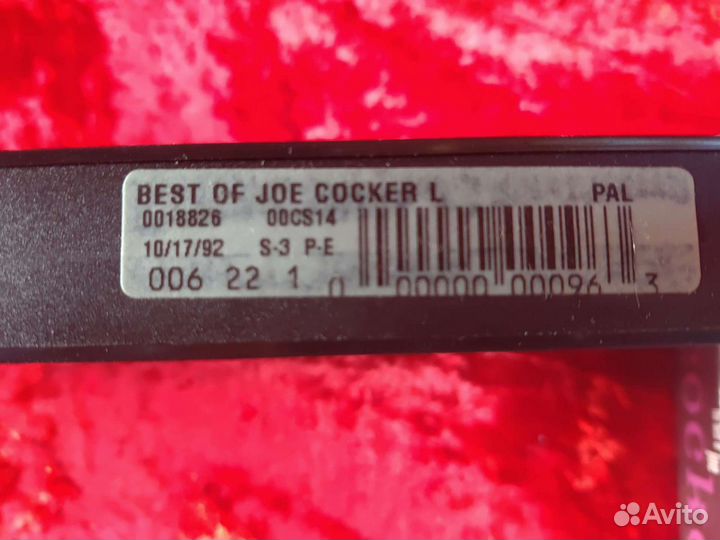 BEST OF JOE COCKER L PAL
0018826 00CS14
10/17/92 S-3 P-E
006 22 1 0 00000 00096 3
Avito